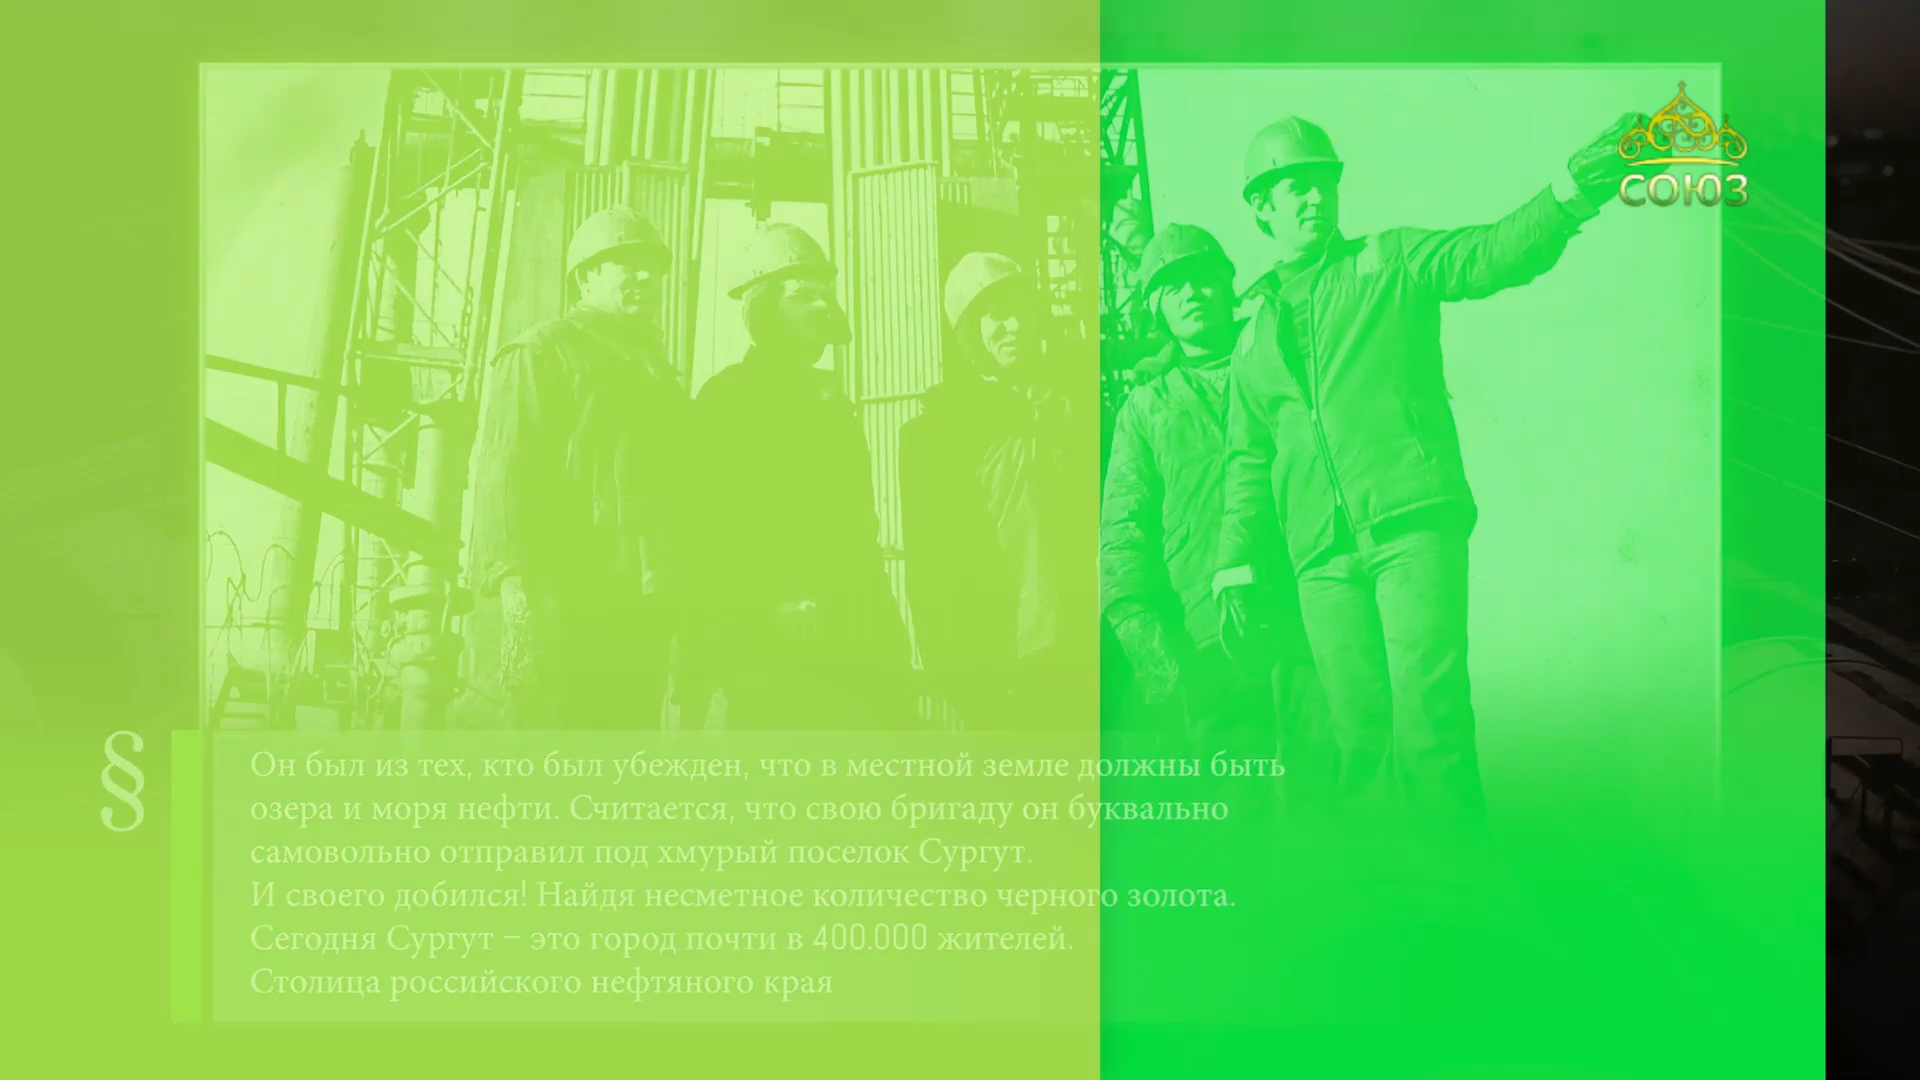 СОЮЗ
§
Он был из тех, кто был убежден, что в местной земле должны быть
озера и моря нефти. Считается, что свою бригаду он буквально
самовольно отправил под хмурый поселок Сургут.
И своего добился! Найдя несметное количество черного золота.
Сегодня Сургут – это город почти в 400.000 жителей.
Столица российского нефтяного края